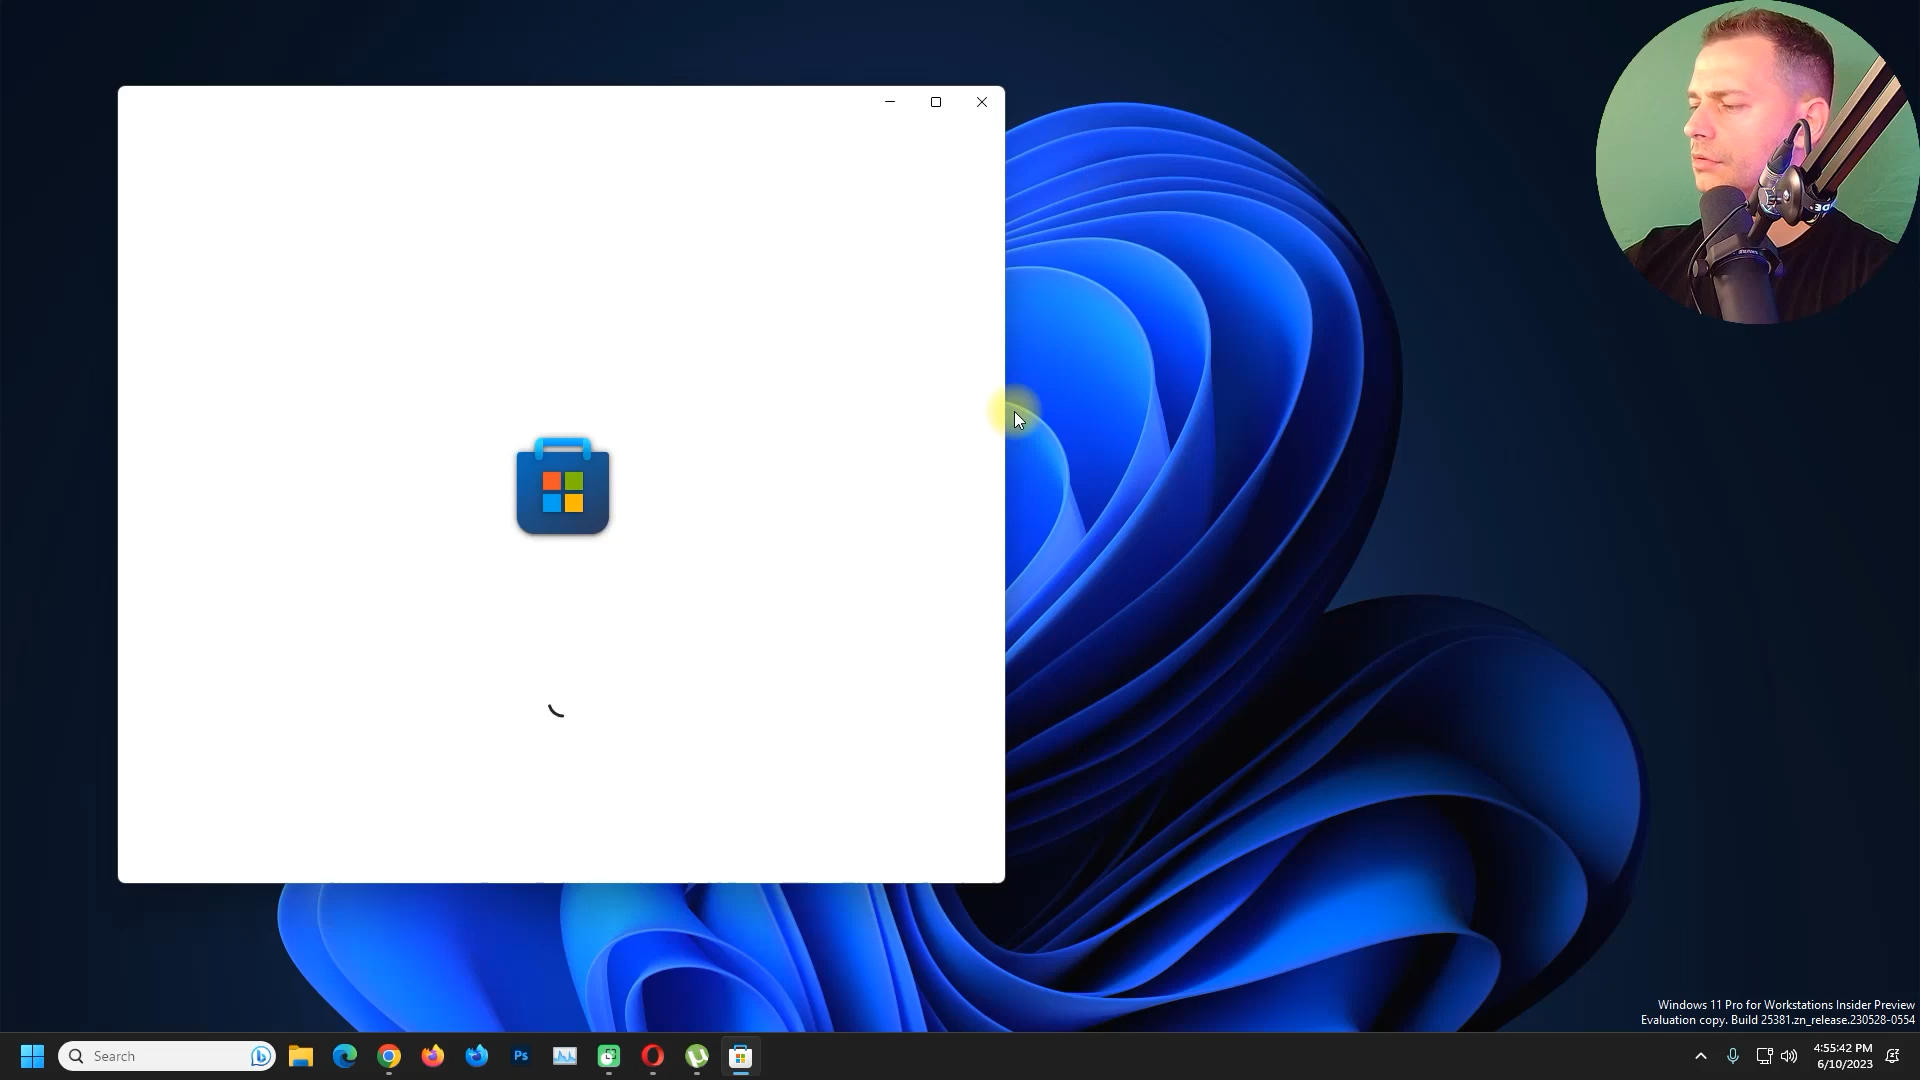 Windows 11 Pro for Workstations Insider Preview
Evaluation copy. Build 25381.zn_release.230528-0554
Search
Ps
4:55:42 PM
6/10/2023